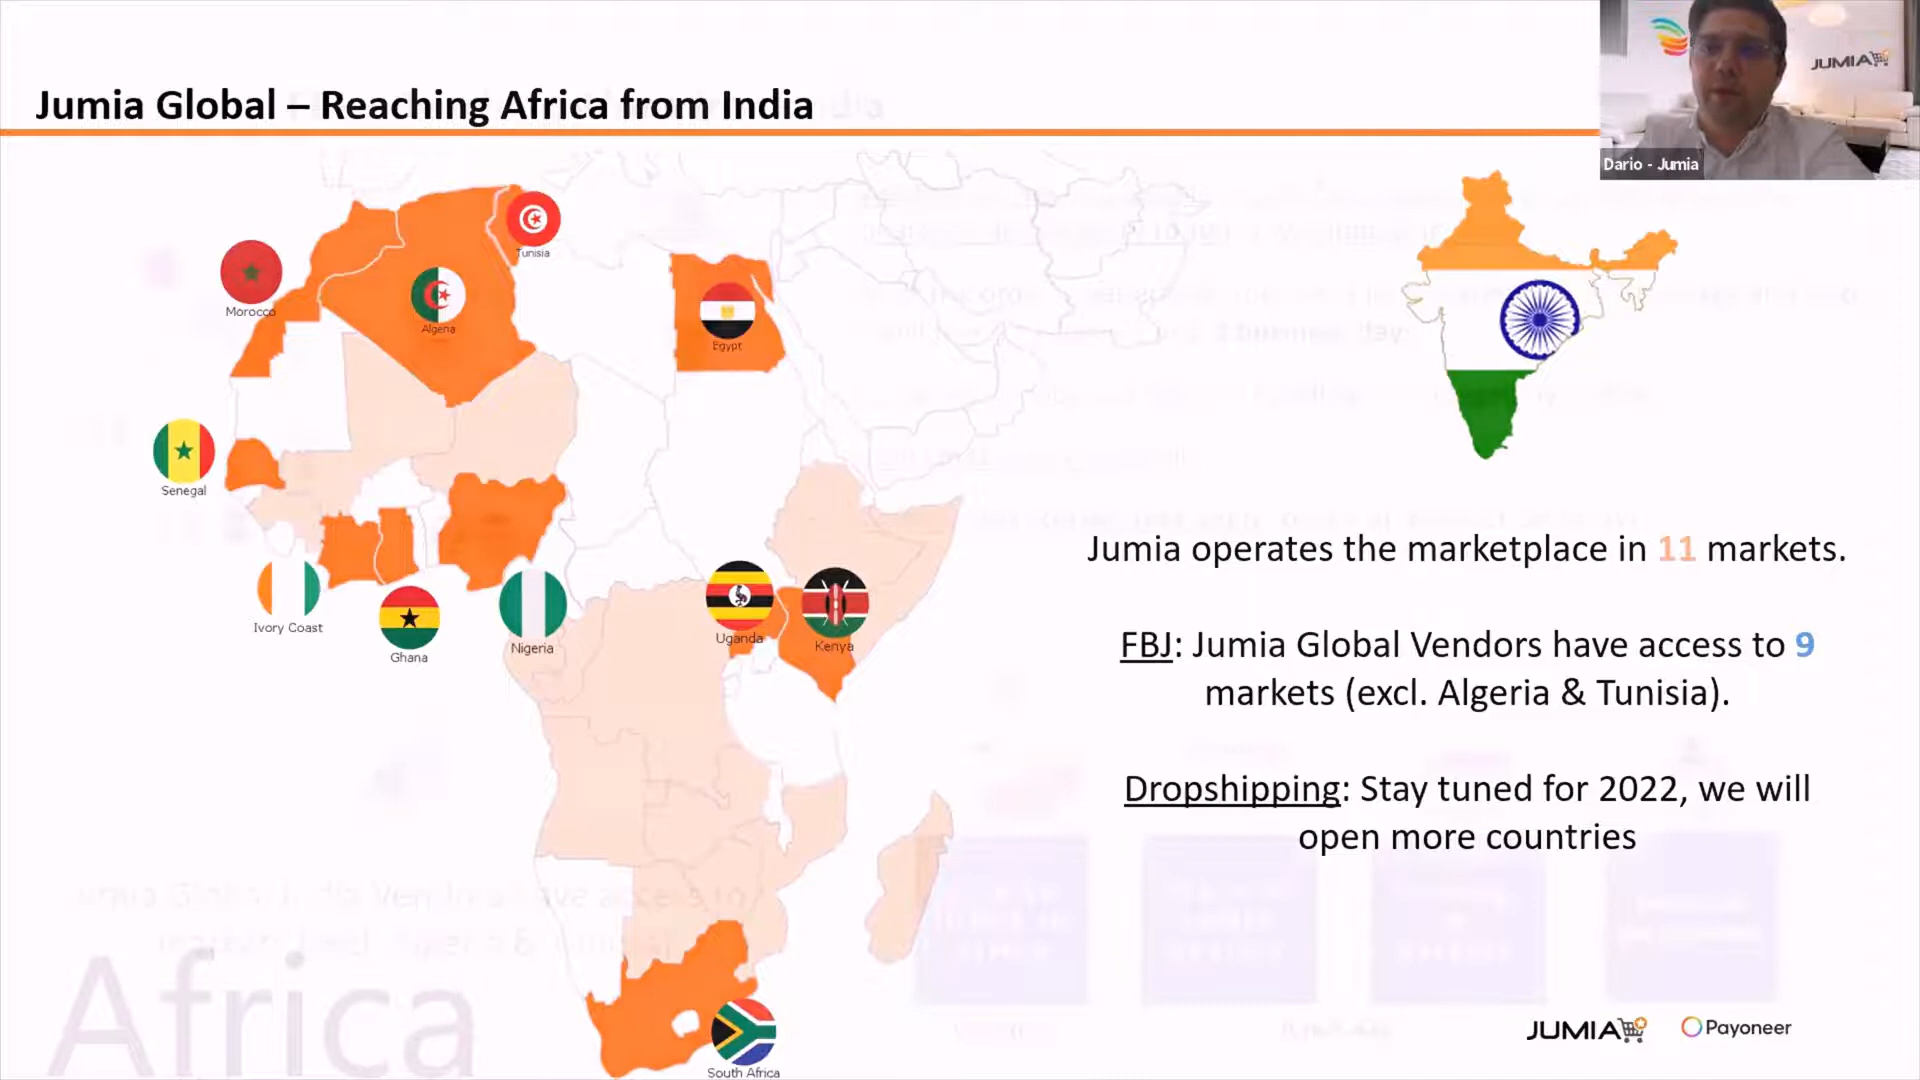 Jumia Global – Reaching Africa from India
JUMIA
Dario - Jumia
Tunisia
Morocco
Algeria
Egypt
Senegal
Ivory Coast
Ghana
Nigeria
Uganda
Kenya
South Africa
Africa
Jumia operates the marketplace in 11 markets.
FBJ: Jumia Global Vendors have access to 9
markets (excl. Algeria & Tunisia).
Dropshipping: Stay tuned for 2022, we will
open more countries
JUMIA
Payoneer